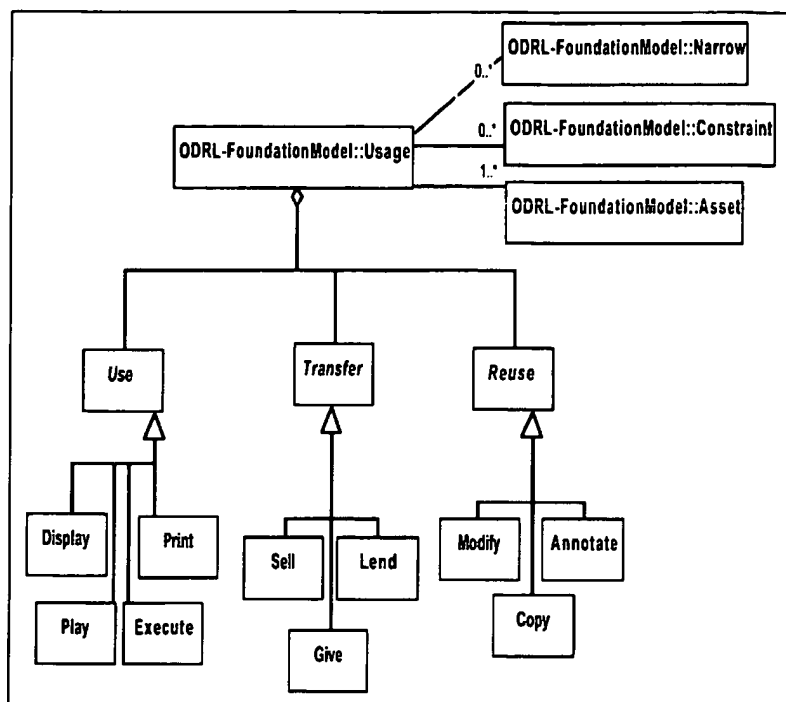 ODRL-FoundationModel::Narrow
0..*
0..*
ODRL-FoundationModel::Constraint
ODRL-FoundationModel::Usage
1..*
ODRL-FoundationModel::Asset
Use
Transfer
Reuse
Display
Print
Sell
Lend
Modify
Annotate
Play
Execute
Give
Copy